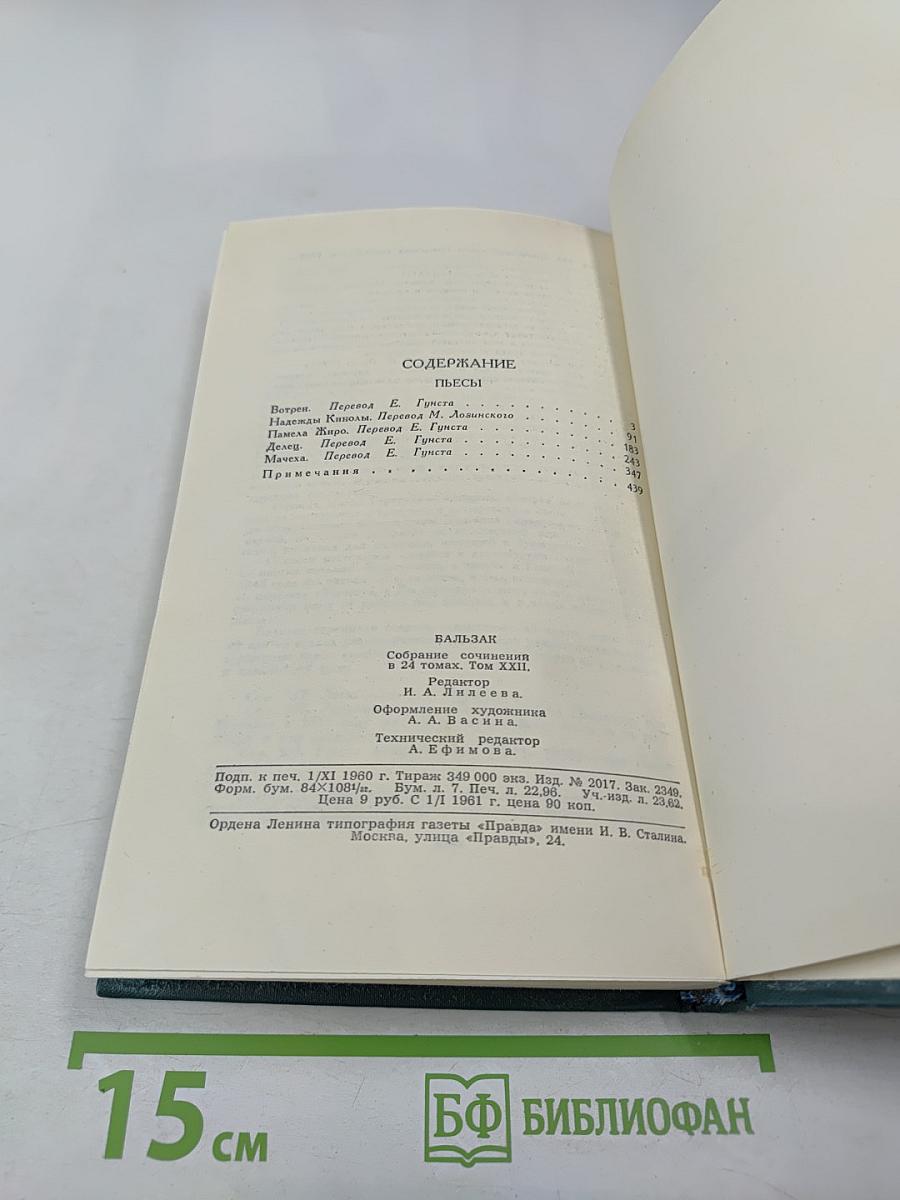 СОДЕРЖАНИЕ
ПЬЕСЫ
Вотрен. Перевод Е. Гунста . . . . . . . . . . . 3
Надежды Кинолы. Перевод М. Лозинского . . . . . . 91
Памела Жиро. Перевод Е. Гунста . . . . . . . . . 183
Делец. Перевод Е. Гунста . . . . . . . . . . 243
Мачеха. Перевод Е. Гунста . . . . . . . . . . 347
Примечания . . . . . . . . . . . . . . 439
БАЛЬЗАК
Собрание сочинений
в 24 томах. Том XXII.
Редактор
И. А. Лилеева.
Оформление художника
А. А. Васина.
Технический редактор
А. Ефимова.
Подп. к печ. 1/XI 1960 г. Тираж 349 000 экз. Изд. № 2017. Зак. 2349.
Форм. бум. 84×108¹/₃₂. Бум. л. 7. Печ. л. 22,96. Уч.-изд. л. 23,62.
Цена 9 руб. С 1/I 1961 г. цена 90 коп.
Ордена Ленина типография газеты «Правда» имени И. В. Сталина.
Москва, улица «Правды», 24.
15 см
БФ БИБЛИОФАН